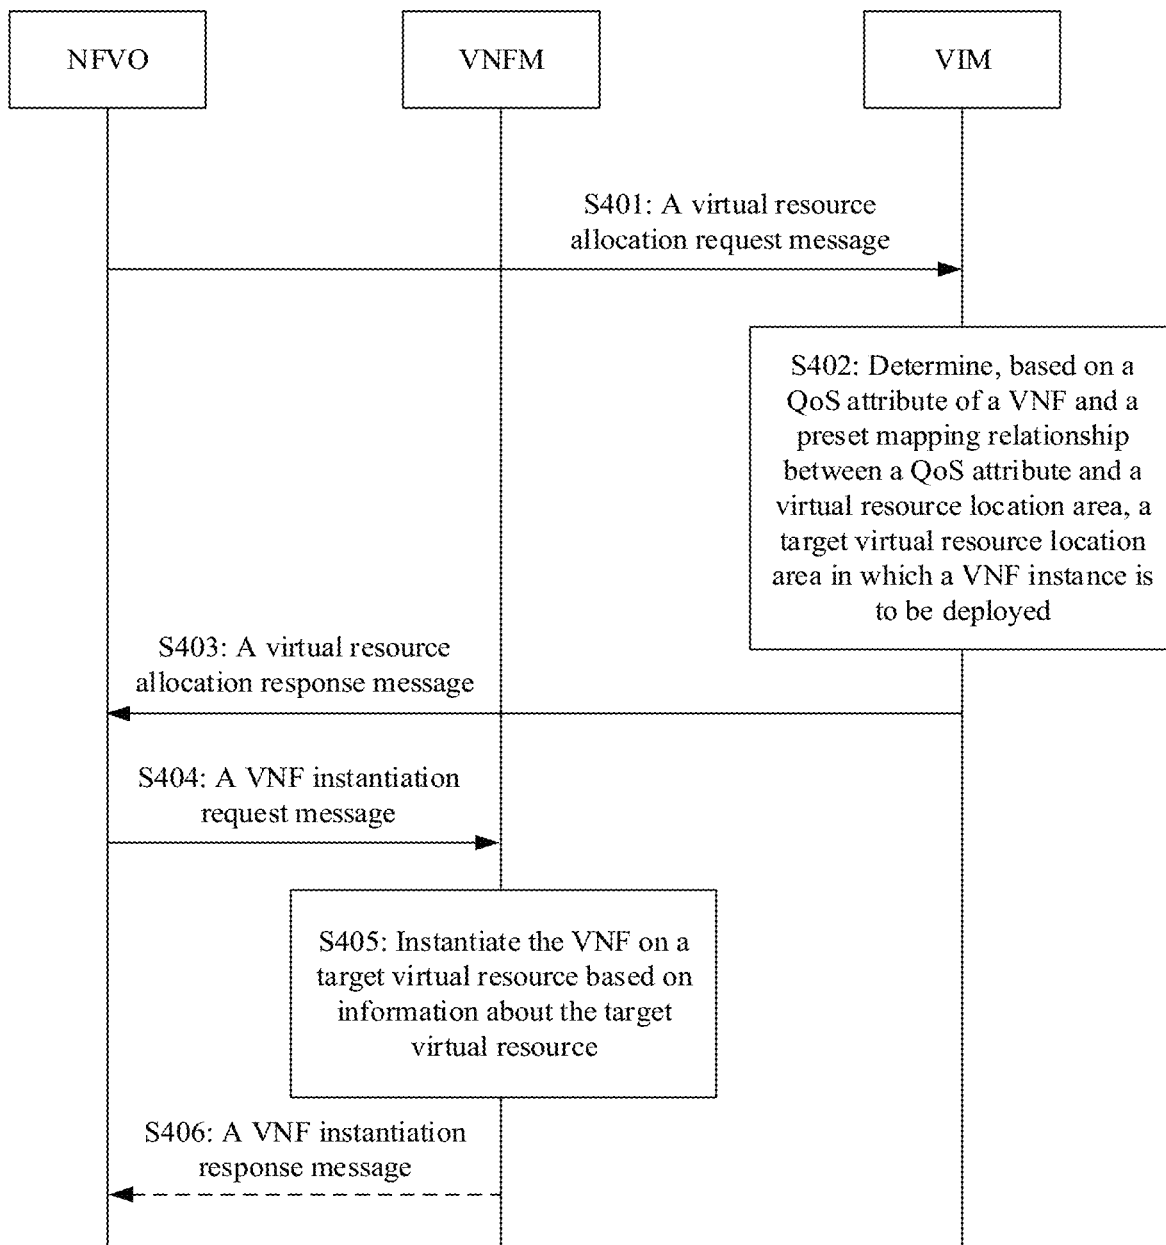 NFVO
VNFM
VIM
S401: A virtual resource
allocation request message
S402: Determine, based on a
QoS attribute of a VNF and a
preset mapping relationship
between a QoS attribute and a
virtual resource location area, a
target virtual resource location
area in which a VNF instance is
to be deployed
S403: A virtual resource
allocation response message
S404: A VNF instantiation
request message
S405: Instantiate the VNF on a
target virtual resource based on
information about the target
virtual resource
S406: A VNF instantiation
response message